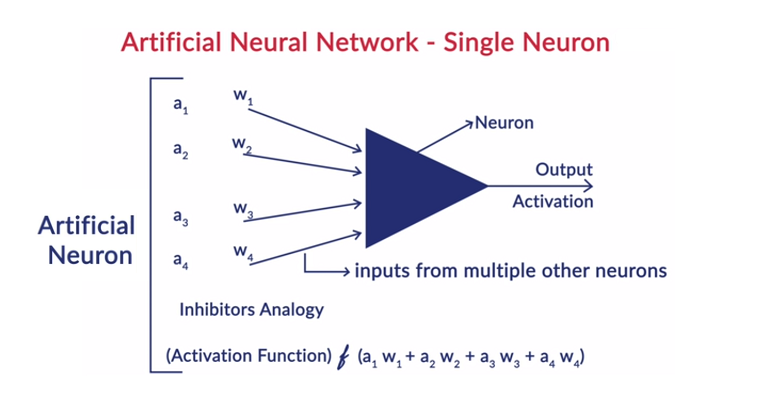 Artificial Neural Network - Single Neuron
a₁ w₁
a₂ w₂
a₃ w₃
a₄ w₄
Neuron
Output
Activation
Artificial
Neuron
inputs from multiple other neurons
Inhibitors Analogy
(Activation Function) f (a₁ w₁ + a₂ w₂ + a₃ w₃ + a₄ w₄)